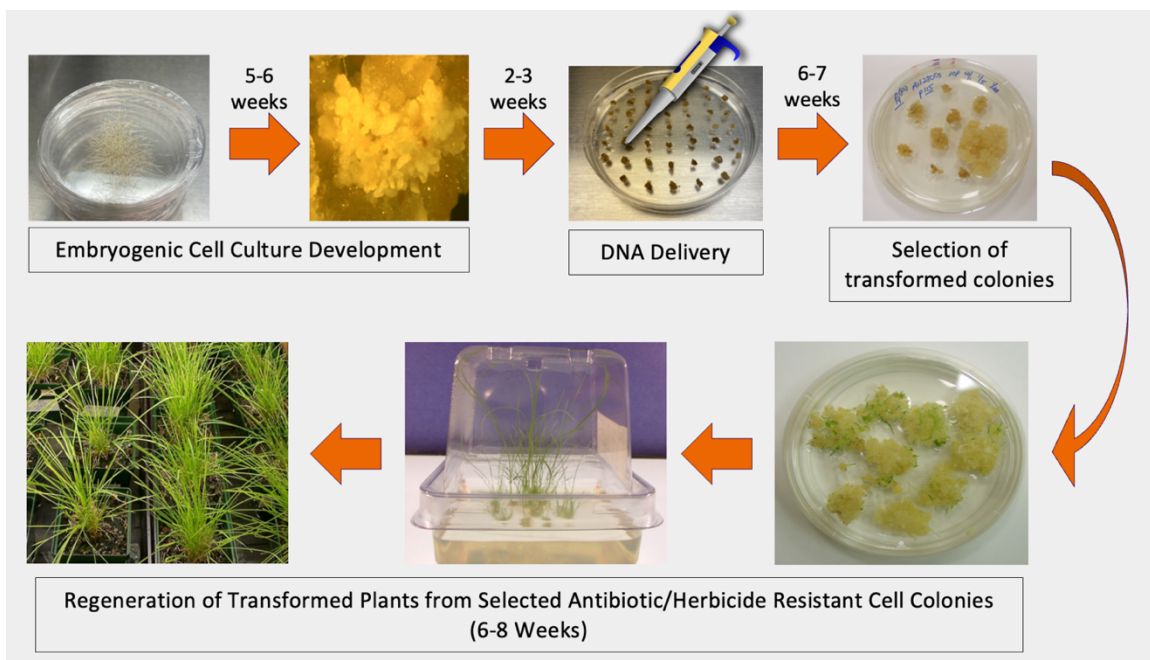 5-6
weeks
2-3
weeks
6-7
weeks
Embryogenic Cell Culture Development
DNA Delivery
Selection of
transformed colonies
Regeneration of Transformed Plants from Selected Antibiotic/Herbicide Resistant Cell Colonies
(6-8 Weeks)